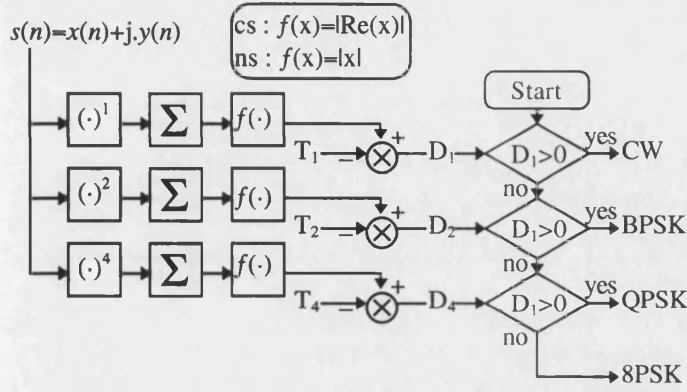 s(n)=x(n)+j.y(n)
cs : f(x)=|Re(x)|
ns : f(x)=|x|
Start
(·)¹ Σ f(·)
+
T₁ − D₁ D₁>0 yes CW
no
(·)² Σ f(·)
+
T₂ − D₂ D₁>0 yes BPSK
no
(·)⁴ Σ f(·)
+
T₄ − D₄ D₁>0 yes QPSK
no
8PSK